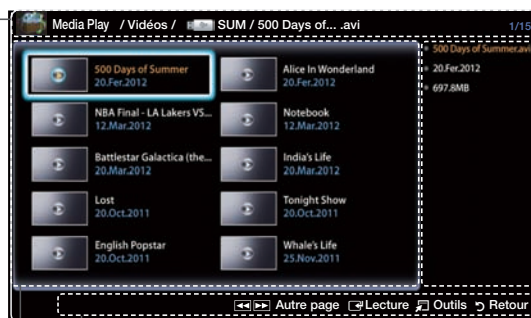 Media Play / Vidéos / SUM / 500 Days of... .avi 1/15
500 Days of Summer
20.Fer.2012
Alice In Wonderland
20.Fer.2012
NBA Final - LA Lakers VS...
12.Mar.2012
Notebook
12.Mar.2012
Battlestar Galactica (the...
20.Mar.2012
India's Life
20.Mar.2012
Lost
20.Oct.2011
Tonight Show
20.Oct.2011
English Popstar
20.Oct.2011
Whale's Life
25.Nov.2011
500 Days of Summer.avi
20.Fer.2012
697.8MB
Autre page Lecture Outils Retour